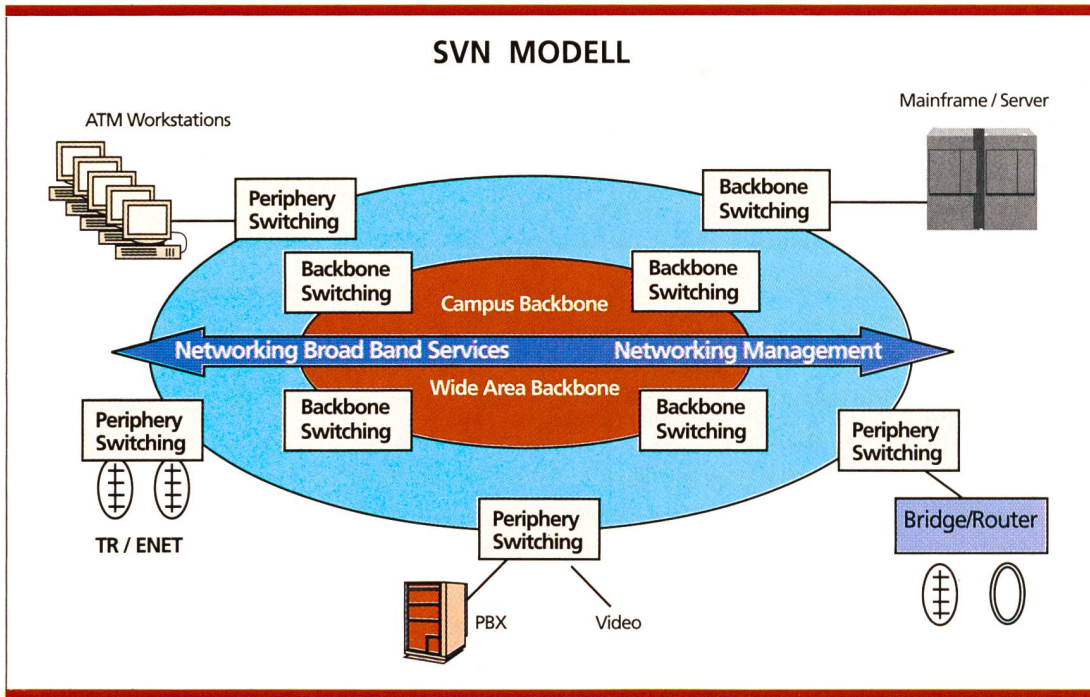 SVN MODELL
ATM Workstations
Mainframe / Server
Periphery
Switching
Backbone
Switching
Backbone
Switching
Backbone
Switching
Campus Backbone
Networking Broad Band Services
Networking Management
Wide Area Backbone
Backbone
Switching
Backbone
Switching
Periphery
Switching
TR / ENET
Periphery
Switching
Bridge/Router
Periphery
Switching
PBX
Video